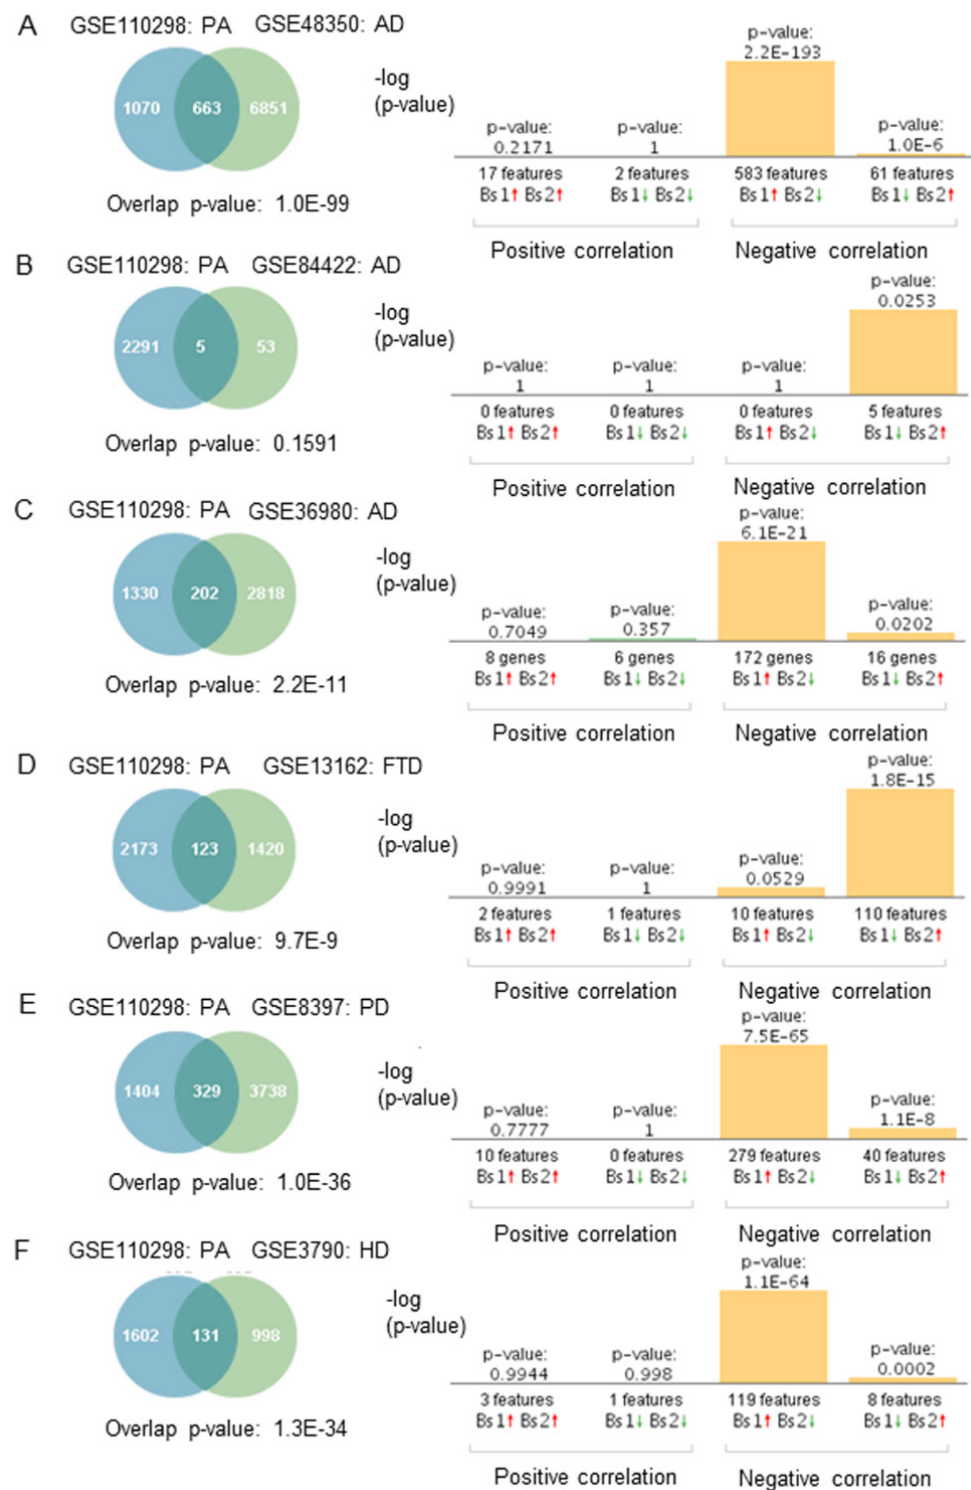 A GSE110298: PA GSE48350: AD
1070 663 6851
Overlap p-value: 1.0E-99
-log
(p-value)
p-value:
0.2171
p-value:
1
p-value:
2.2E-193
p-value:
1.0E-6
17 features
Bs1↑ Bs2↑
2 features
Bs1↓ Bs2↓
583 features
Bs1↑ Bs2↓
61 features
Bs1↓ Bs2↑
Positive correlation
Negative correlation
B GSE110298: PA GSE84422: AD
2291 5 53
Overlap p-value: 0.1591
-log
(p-value)
p-value:
1
p-value:
1
p-value:
1
p-value:
0.0253
0 features
Bs1↑ Bs2↑
0 features
Bs1↓ Bs2↓
0 features
Bs1↑ Bs2↓
5 features
Bs1↓ Bs2↑
Positive correlation
Negative correlation
C GSE110298: PA GSE36980: AD
1330 202 2818
Overlap p-value: 2.2E-11
-log
(p-value)
p-value:
0.7049
p-value:
0.357
p-value:
6.1E-21
p-value:
0.0202
8 genes
Bs1↑ Bs2↑
6 genes
Bs1↓ Bs2↓
172 genes
Bs1↑ Bs2↓
16 genes
Bs1↓ Bs2↑
Positive correlation
Negative correlation
D GSE110298: PA GSE13162: FTD
2173 123 1420
Overlap p-value: 9.7E-9
-log
(p-value)
p-value:
0.9991
p-value:
1
p-value:
0.0529
p-value:
1.8E-15
2 features
Bs1↑ Bs2↑
1 features
Bs1↓ Bs2↓
10 features
Bs1↑ Bs2↓
110 features
Bs1↓ Bs2↑
Positive correlation
Negative correlation
E GSE110298: PA GSE8397: PD
1404 329 3738
Overlap p-value: 1.0E-36
-log
(p-value)
p-value:
0.7777
p-value:
1
p-value:
7.5E-65
p-value:
1.1E-8
10 features
Bs1↑ Bs2↑
0 features
Bs1↓ Bs2↓
279 features
Bs1↑ Bs2↓
40 features
Bs1↓ Bs2↑
Positive correlation
Negative correlation
F GSE110298: PA GSE3790: HD
1602 131 998
Overlap p-value: 1.3E-34
-log
(p-value)
p-value:
0.9944
p-value:
0.998
p-value:
1.1E-64
p-value:
0.0002
3 features
Bs1↑ Bs2↑
1 features
Bs1↓ Bs2↓
119 features
Bs1↑ Bs2↓
8 features
Bs1↓ Bs2↑
Positive correlation
Negative correlation